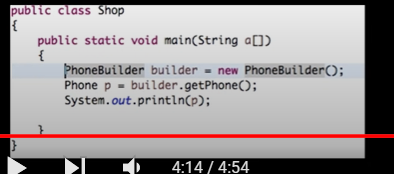 public class Shop
{
public static void main(String a[])
{
PhoneBuilder builder = new PhoneBuilder();
Phone p = builder.getPhone();
System.out.println(p);
}
}
4:14 / 4:54